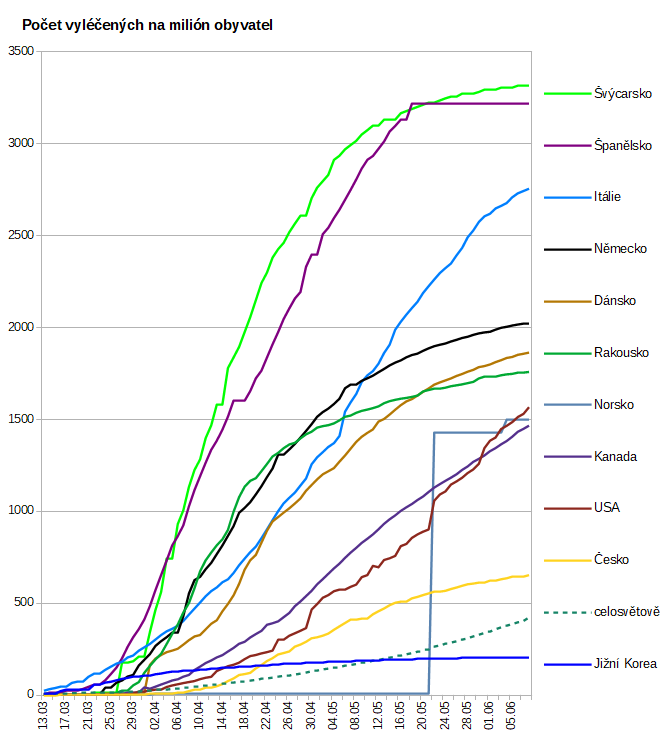 Počet vyléčených na milión obyvatel
3500
3000
2500
2000
1500
1000
500
0
Švýcarsko
Španělsko
Itálie
Německo
Dánsko
Rakousko
Norsko
Kanada
USA
Česko
celosvětově
Jižní Korea
13.03
17.03
21.03
25.03
29.03
02.04
06.04
10.04
14.04
18.04
22.04
26.04
30.04
04.05
08.05
12.05
16.05
20.05
24.05
28.05
01.06
05.06